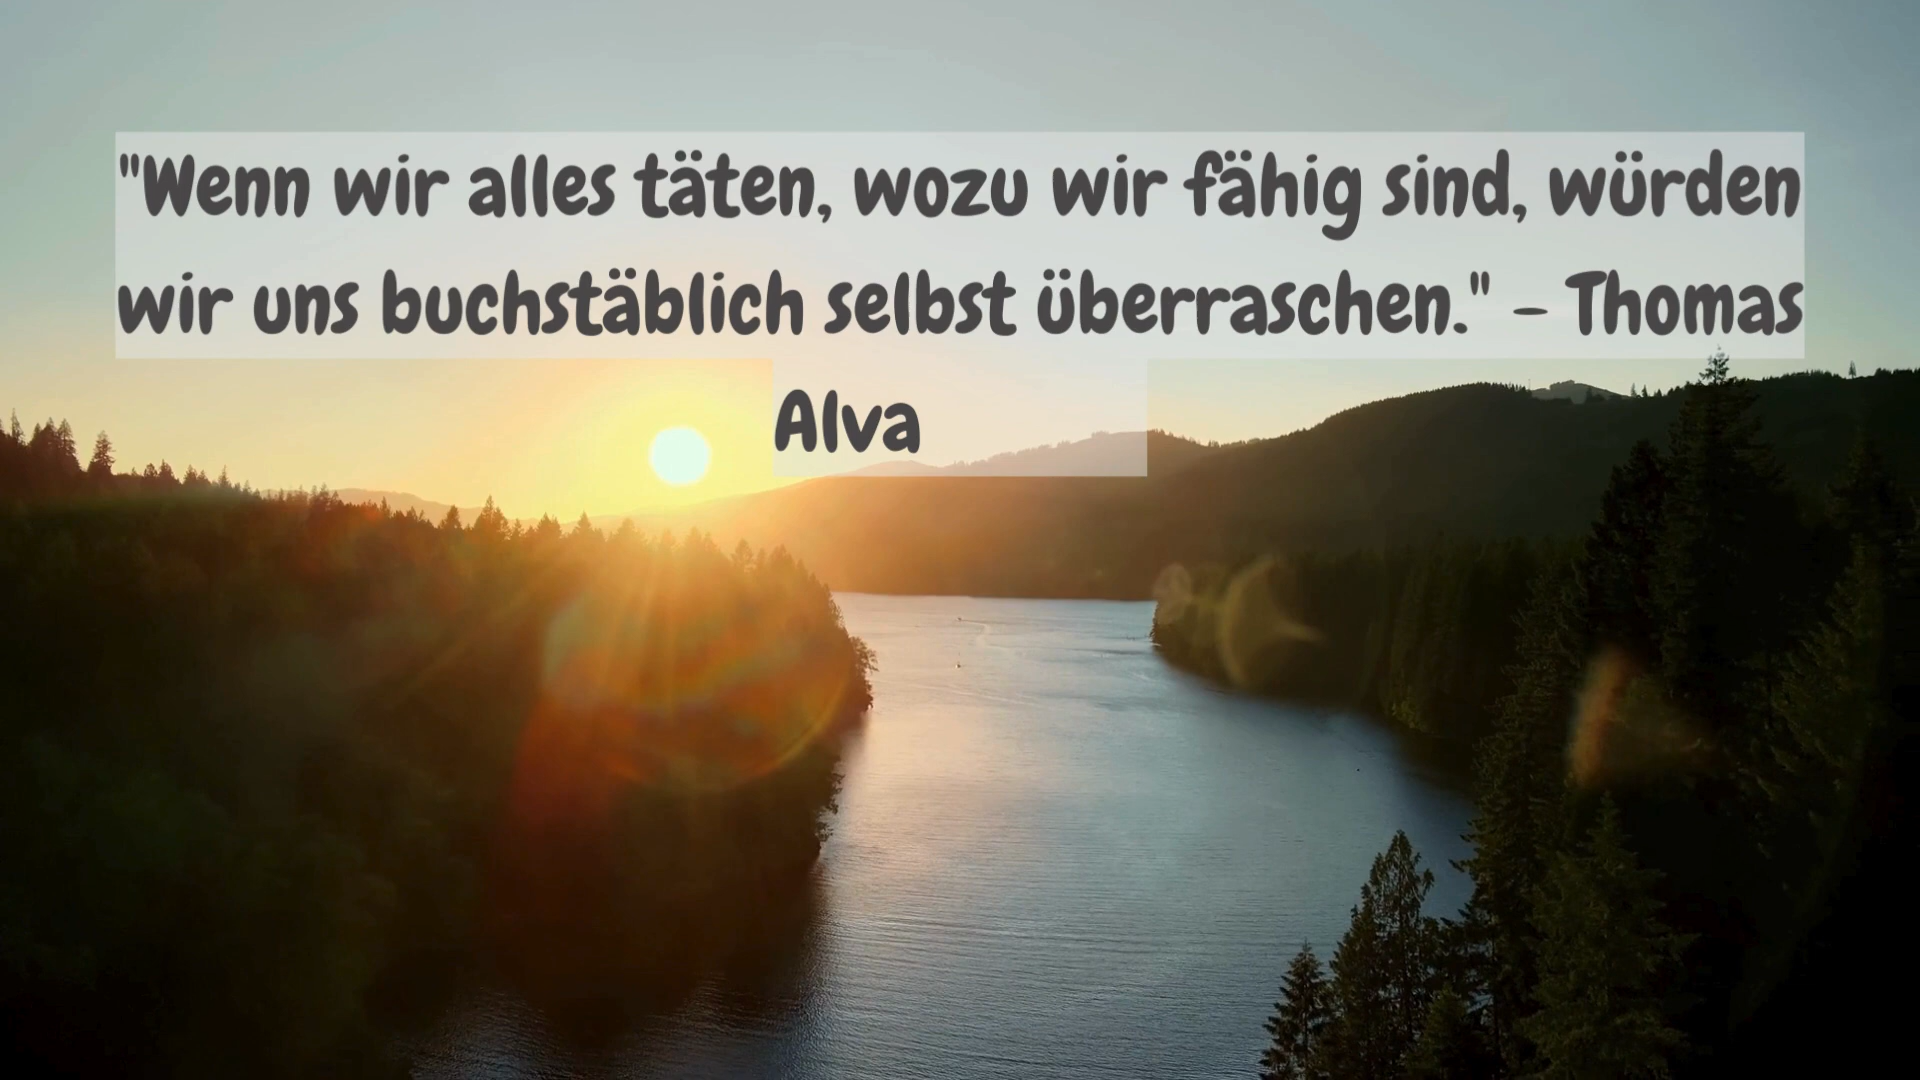 "Wenn wir alles täten, wozu wir fähig sind, würden
wir uns buchstäblich selbst überraschen." – Thomas
Alva